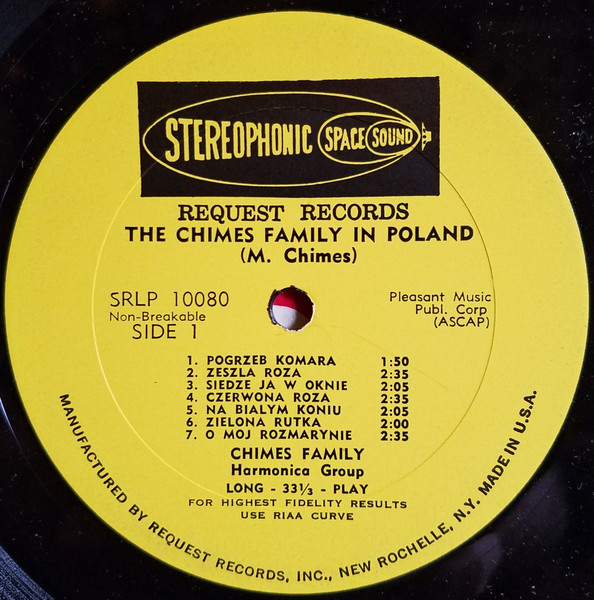 STEREOPHONIC SPACE SOUND
REQUEST RECORDS
THE CHIMES FAMILY IN POLAND
(M. Chimes)
SRLP 10080
Non-Breakable
SIDE 1
Pleasant Music
Publ. Corp
(ASCAP)
1. POGRZEB KOMARA 1:50
2. ZESZLA ROZA 2:35
3. SIEDZE JA W OKNIE 2:05
4. CZERWONA ROZA 2:35
5. NA BIALYM KONIU 2:05
6. ZIELONA RUTKA 2:00
7. O MOJ ROZMARYNIE 2:35
CHIMES FAMILY
Harmonica Group
LONG - 33⅓ - PLAY
FOR HIGHEST FIDELITY RESULTS
USE RIAA CURVE
MANUFACTURED BY REQUEST RECORDS, INC., NEW ROCHELLE, N.Y. MADE IN U.S.A.